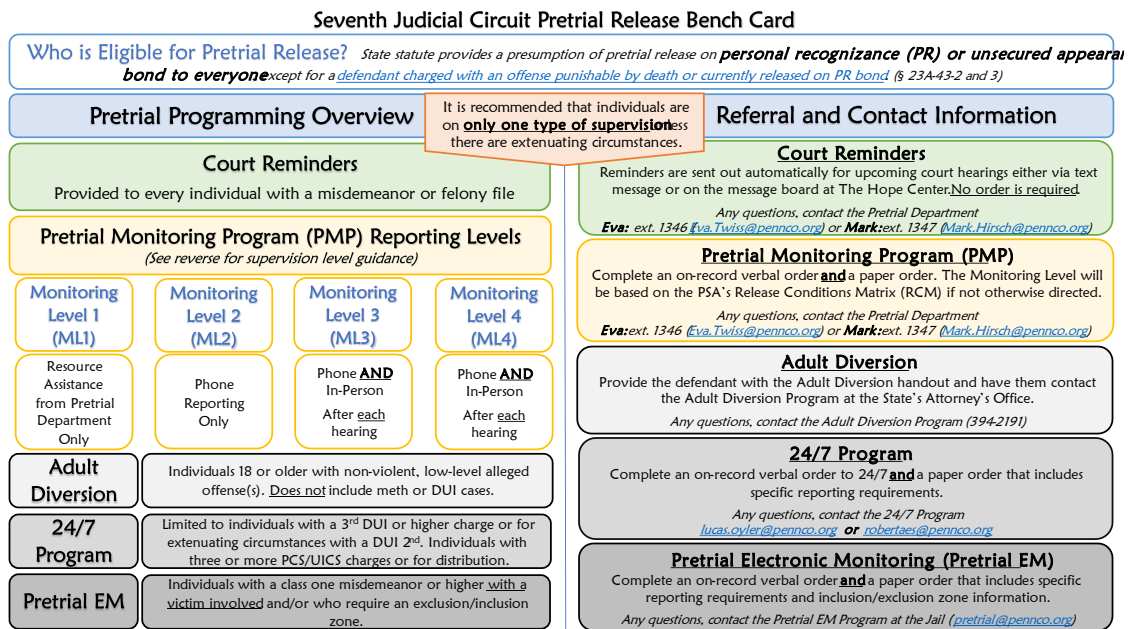 Seventh Judicial Circuit Pretrial Release Bench Card
Who is Eligible for Pretrial Release? State statute provides a presumption of pretrial release on personal recognizance (PR) or unsecured appear
bond to everyone except for a defendant charged with an offense punishable by death or currently released on PR bond. (§ 23A-43-2 and 3)
Pretrial Programming Overview
It is recommended that individuals are
on only one type of supervision unless
there are extenuating circumstances.
Referral and Contact Information
Court Reminders
Provided to every individual with a misdemeanor or felony file
Pretrial Monitoring Program (PMP) Reporting Levels
(See reverse for supervision level guidance)
Monitoring
Level 1
(ML1)
Monitoring
Level 2
(ML2)
Monitoring
Level 3
(ML3)
Monitoring
Level 4
(ML4)
Resource
Assistance
from Pretrial
Department
Only
Phone
Reporting
Only
Phone AND
In-Person
After each
hearing
Phone AND
In-Person
After each
hearing
Adult
Diversion
Individuals 18 or older with non-violent, low-level alleged
offense(s). Does not include meth or DUI cases.
24/7
Program
Limited to individuals with a 3rd DUI or higher charge or for
extenuating circumstances with a DUI 2nd. Individuals with
three or more PCS/UICS charges or for distribution.
Pretrial EM
Individuals with a class one misdemeanor or higher with a
victim involved and/or who require an exclusion/inclusion
zone.
Court Reminders
Reminders are sent out automatically for upcoming court hearings either via text
message or on the message board at The Hope Center. No order is required.
Any questions, contact the Pretrial Department
Eva: ext. 1346 (Eva.Twiss@pennco.org) or Mark: ext. 1347 (Mark.Hirsch@pennco.org)
Pretrial Monitoring Program (PMP)
Complete an on-record verbal order and a paper order. The Monitoring Level will
be based on the PSA's Release Conditions Matrix (RCM) if not otherwise directed.
Any questions, contact the Pretrial Department
Eva: ext. 1346 (Eva.Twiss@pennco.org) or Mark: ext. 1347 (Mark.Hirsch@pennco.org)
Adult Diversion
Provide the defendant with the Adult Diversion handout and have them contact
the Adult Diversion Program at the State's Attorney's Office.
Any questions, contact the Adult Diversion Program (394-2191)
24/7 Program
Complete an on-record verbal order to 24/7 and a paper order that includes
specific reporting requirements.
Any questions, contact the 24/7 Program
lucas.oyler@pennco.org or robertaes@pennco.org
Pretrial Electronic Monitoring (Pretrial EM)
Complete an on-record verbal order and a paper order that includes specific
reporting requirements and inclusion/exclusion zone information.
Any questions, contact the Pretrial EM Program at the Jail (pretrial@pennco.org)